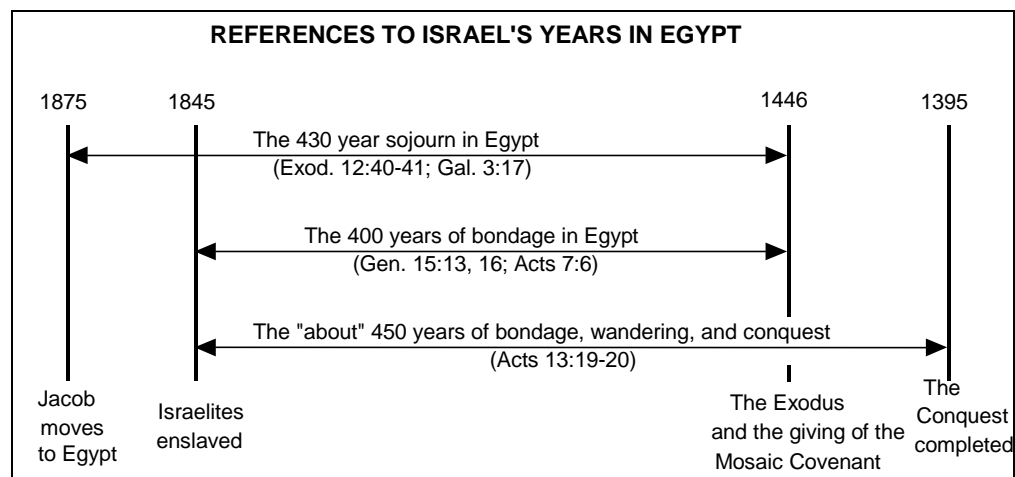 REFERENCES TO ISRAEL'S YEARS IN EGYPT
1875 1845 1446 1395
The 430 year sojourn in Egypt
(Exod. 12:40-41; Gal. 3:17)
The 400 years of bondage in Egypt
(Gen. 15:13, 16; Acts 7:6)
The "about" 450 years of bondage, wandering, and conquest
(Acts 13:19-20)
Jacob
moves
to Egypt
Israelites
enslaved
The Exodus
and the giving of the
Mosaic Covenant
The
Conquest
completed